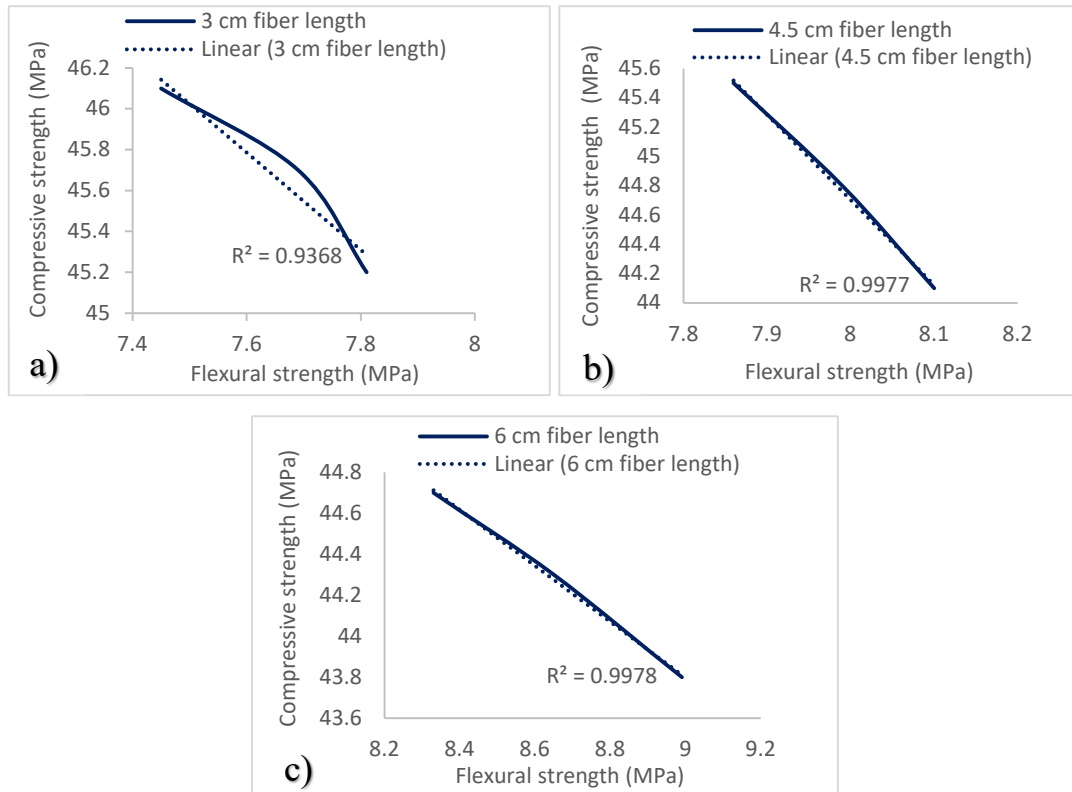 3 cm fiber length
Linear (3 cm fiber length)
Compressive strength (MPa)
46.2
46
45.8
45.6
45.4
45.2
45
R² = 0.9368
7.4 7.6 7.8 8
Flexural strength (MPa)
a)
4.5 cm fiber length
Linear (4.5 cm fiber length)
Compressive strength (MPa)
45.6
45.4
45.2
45
44.8
44.6
44.4
44.2
44
R² = 0.9977
7.8 7.9 8 8.1 8.2
Flexural strength (MPa)
b)
6 cm fiber length
Linear (6 cm fiber length)
Compressive strength (MPa)
44.8
44.6
44.4
44.2
44
43.8
43.6
R² = 0.9978
8.2 8.4 8.6 8.8 9 9.2
Flexural strength (MPa)
c)